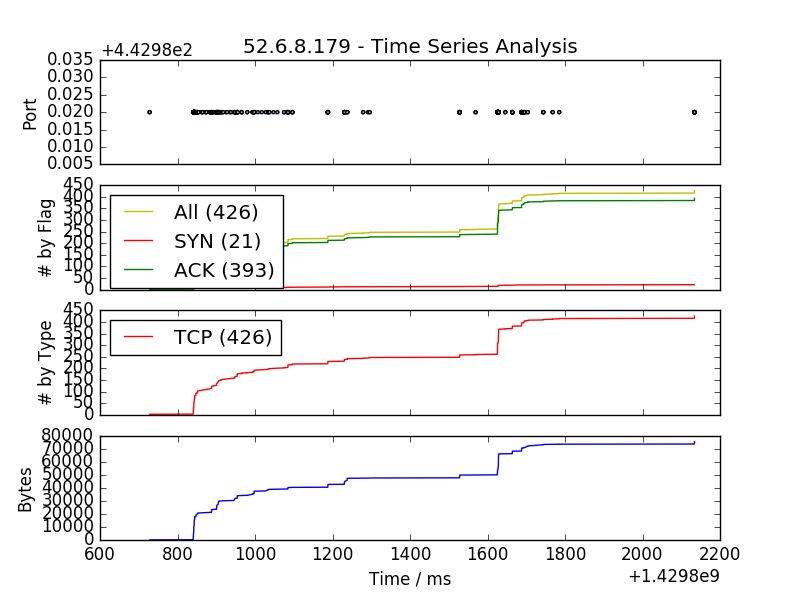 +4.4298e2
52.6.8.179 - Time Series Analysis
0.035
0.030
0.025
0.020
0.015
0.010
0.005
Port
450
400
350
300
250
200
150
100
50
0
# by Flag
All (426)
SYN (21)
ACK (393)
450
400
350
300
250
200
150
100
50
0
# by Type
TCP (426)
80000
70000
60000
50000
40000
30000
20000
10000
0
Bytes
600 800 1000 1200 1400 1600 1800 2000 2200
Time / ms
+1.4298e9